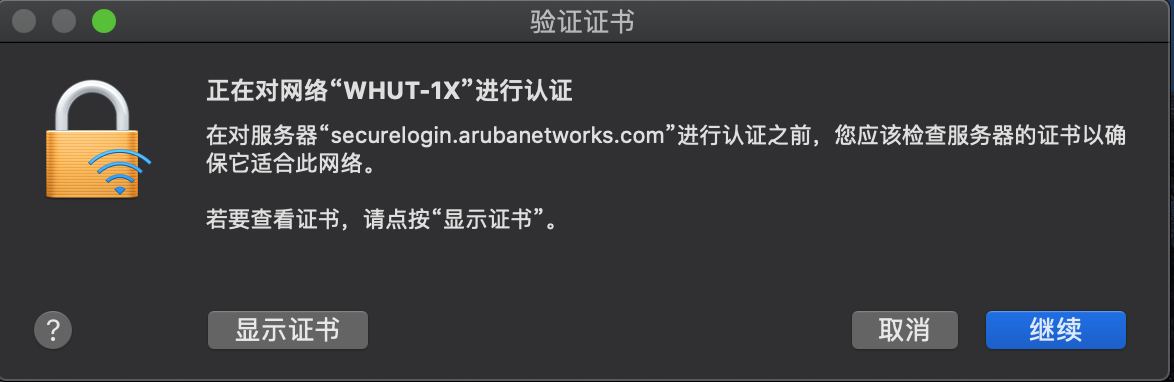 验证证书
正在对网络“WHUT-1X”进行认证
在对服务器“securelogin.arubanetworks.com”进行认证之前，您应该检查服务器的证书以确
保它适合此网络。
若要查看证书，请点按“显示证书”。
?
显示证书
取消
继续